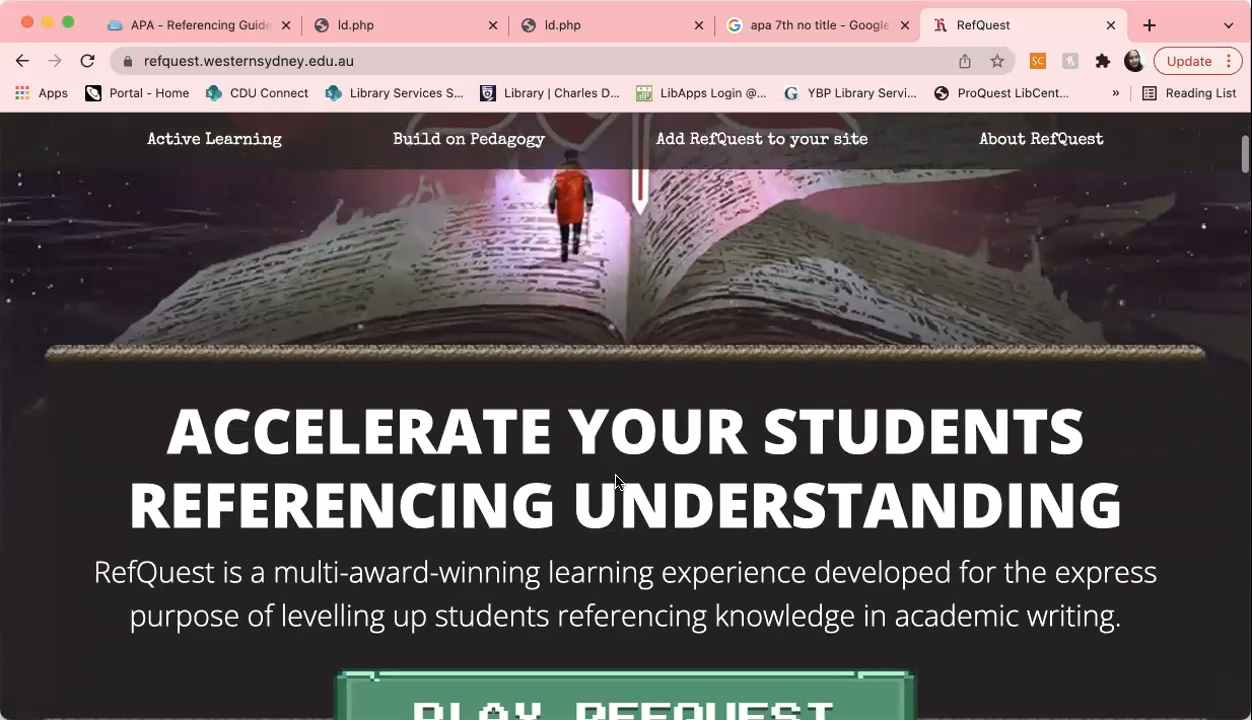 APA - Referencing Guide
ld.php
ld.php
apa 7th no title - Google
RefQuest
refquest.westernsydney.edu.au
SC
Update
Apps
Portal - Home
CDU Connect
Library Services S...
Library | Charles D...
LibApps Login @...
YBP Library Servi...
ProQuest LibCent...
»
Reading List
Active Learning
Build on Pedagogy
Add RefQuest to your site
About RefQuest
ACCELERATE YOUR STUDENTS
REFERENCING UNDERSTANDING
RefQuest is a multi-award-winning learning experience developed for the express
purpose of levelling up students referencing knowledge in academic writing.
PLAY REFQUEST